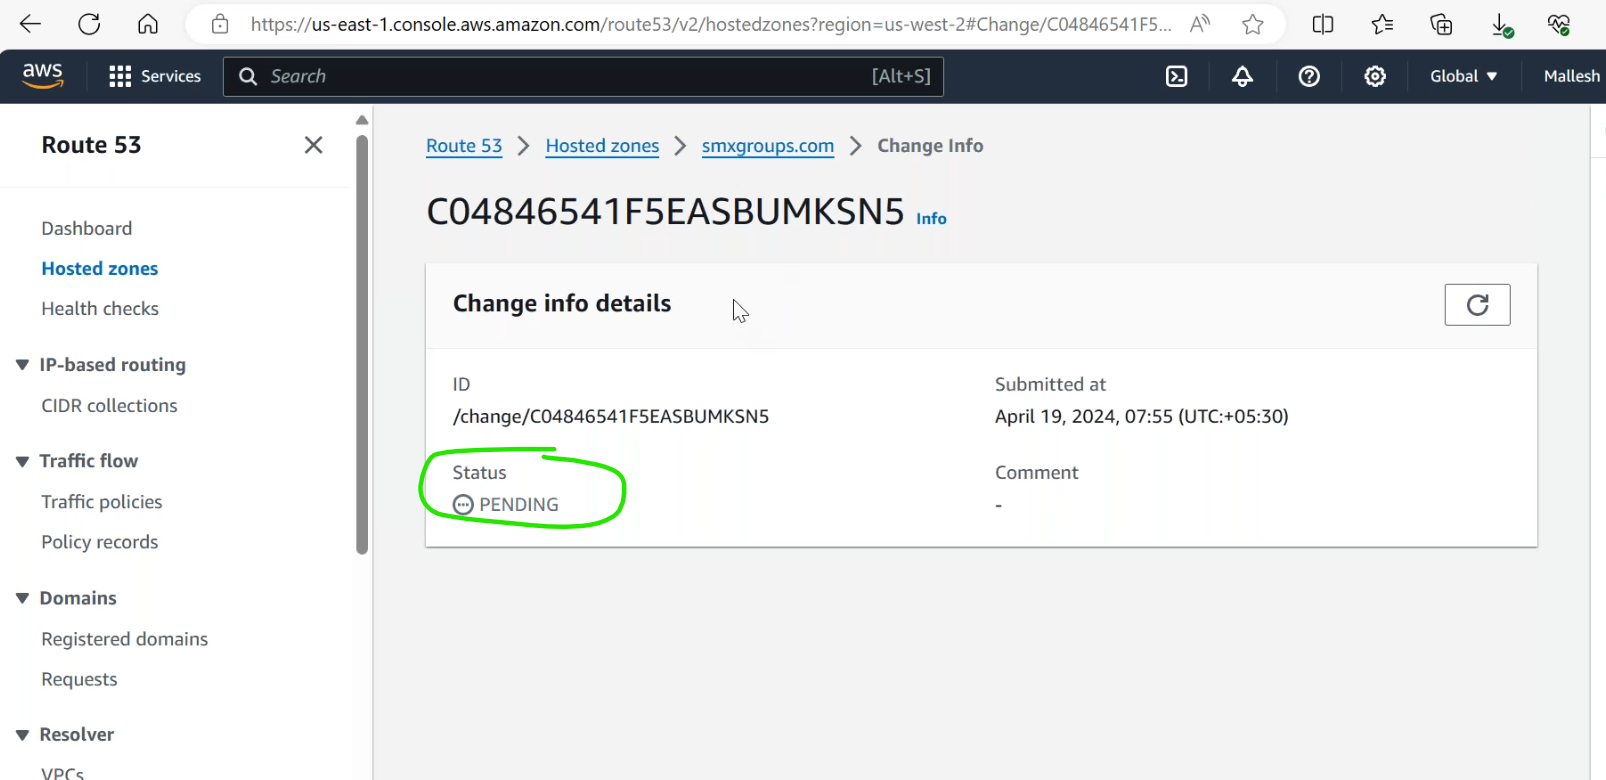 https://us-east-1.console.aws.amazon.com/route53/v2/hostedzones?region=us-west-2#Change/C04846541F5...
aws Services Search [Alt+S] Global ▼ Mallesh
Route 53
Dashboard
Hosted zones
Health checks
IP-based routing
CIDR collections
Traffic flow
Traffic policies
Policy records
Domains
Registered domains
Requests
Resolver
VPCs
Route 53 > Hosted zones > smxgroups.com > Change Info
C04846541F5EASBUMKSN5 Info
Change info details
ID
/change/C04846541F5EASBUMKSN5
Submitted at
April 19, 2024, 07:55 (UTC:+05:30)
Status
PENDING
Comment
-